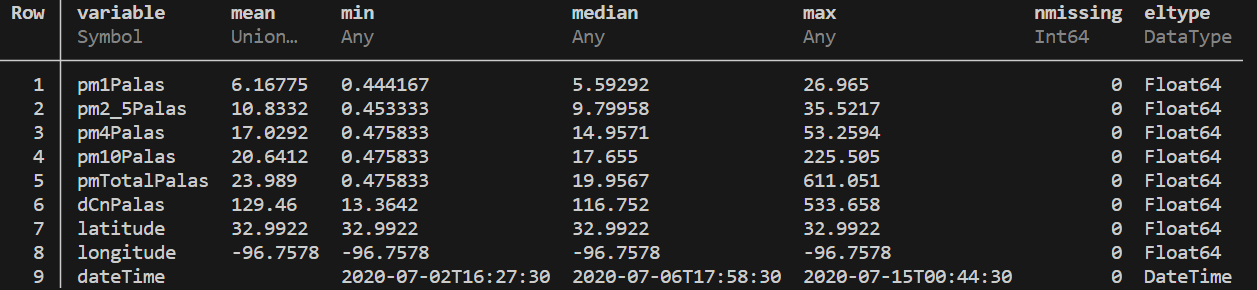 Row variable mean min median max nmissing eltype
Symbol Union… Any Any Any Int64 DataType
1 pm1Palas 6.16775 0.444167 5.59292 26.965 0 Float64
2 pm2_5Palas 10.8332 0.453333 9.79958 35.5217 0 Float64
3 pm4Palas 17.0292 0.475833 14.9571 53.2594 0 Float64
4 pm10Palas 20.6412 0.475833 17.655 225.505 0 Float64
5 pmTotalPalas 23.989 0.475833 19.9567 611.051 0 Float64
6 dCnPalas 129.46 13.3642 116.752 533.658 0 Float64
7 latitude 32.9922 32.9922 32.9922 32.9922 0 Float64
8 longitude -96.7578 -96.7578 -96.7578 -96.7578 0 Float64
9 dateTime 2020-07-02T16:27:30 2020-07-06T17:58:30 2020-07-15T00:44:30 0 DateTime